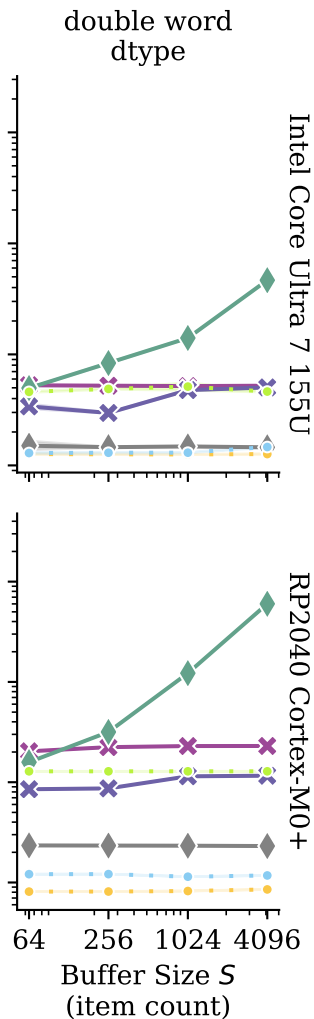 double word
dtype
Intel Core Ultra 7 155U
RP2040 Cortex-M0+
64 256 1024 4096
Buffer Size S
(item count)